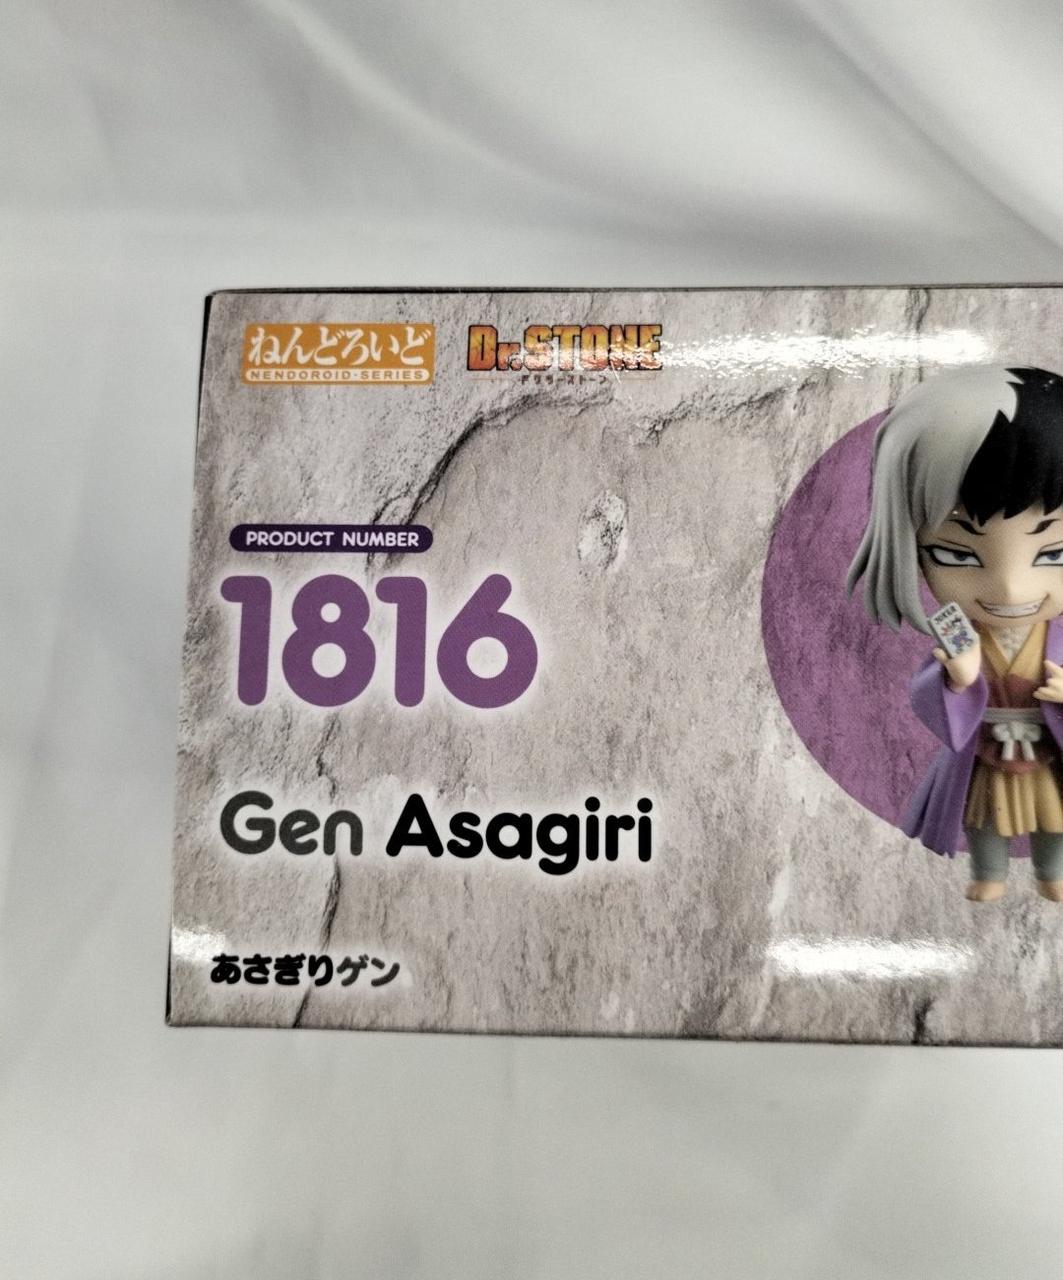 ねんどろいど
NENDOROID·SERIES
Dr.STONE
ドクターストーン
PRODUCT NUMBER
1816
Gen Asagiri
あさぎりゲン
JOKER